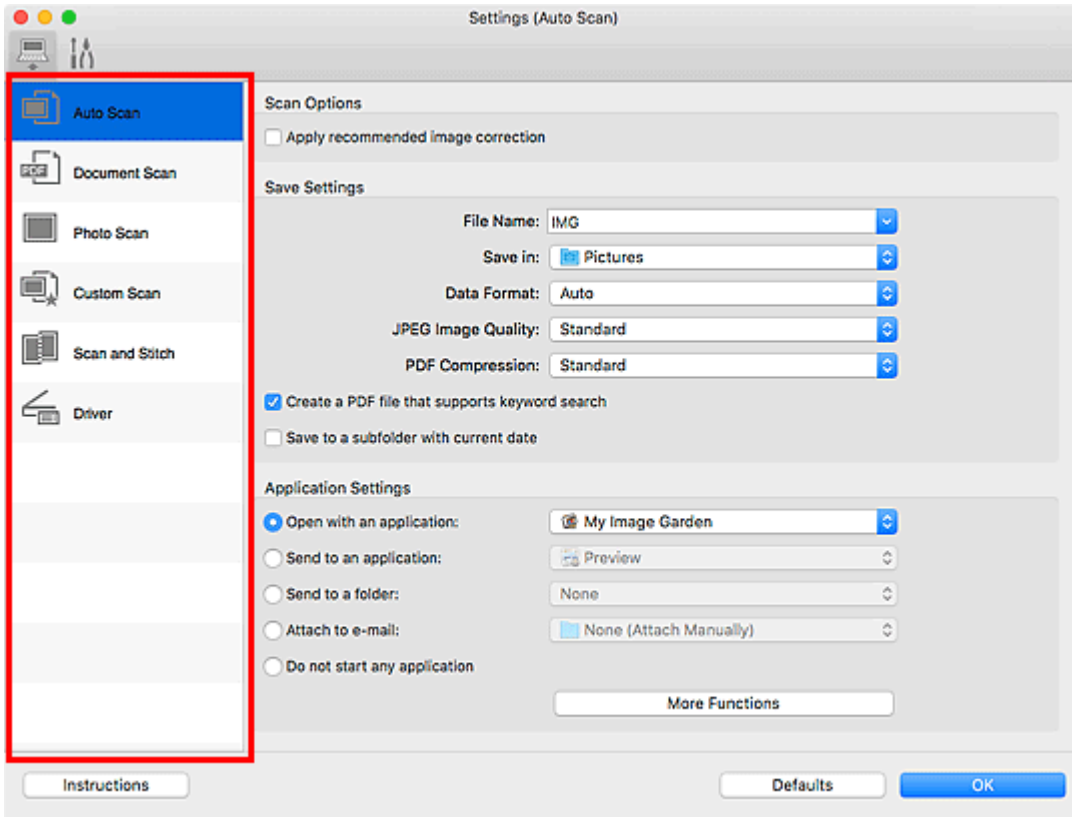 Settings (Auto Scan)
Auto Scan
Document Scan
PDF
Photo Scan
Custom Scan
Scan and Stitch
Driver
Scan Options
Apply recommended image correction
Save Settings
File Name: IMG
Save in: Pictures
Data Format: Auto
JPEG Image Quality: Standard
PDF Compression: Standard
Create a PDF file that supports keyword search
Save to a subfolder with current date
Application Settings
Open with an application: My Image Garden
Send to an application: Preview
Send to a folder: None
Attach to e-mail: None (Attach Manually)
Do not start any application
More Functions
Instructions
Defaults
OK